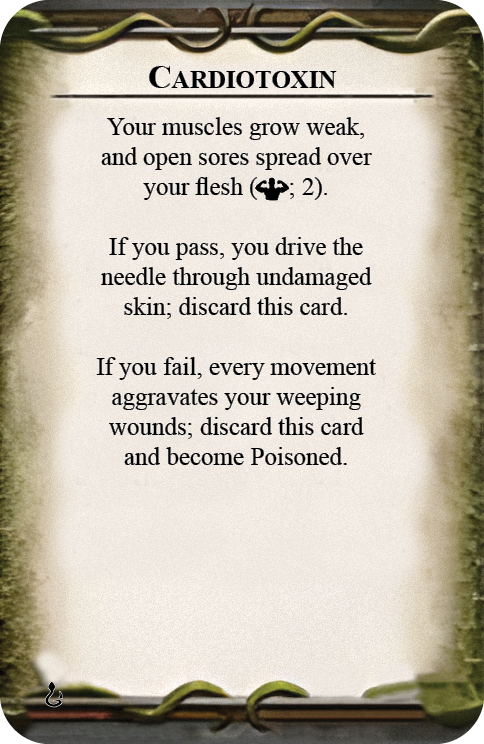 CARDIOTOXIN
Your muscles grow weak,
and open sores spread over
your flesh ( ; 2).
If you pass, you drive the
needle through undamaged
skin; discard this card.
If you fail, every movement
aggravates your weeping
wounds; discard this card
and become Poisoned.